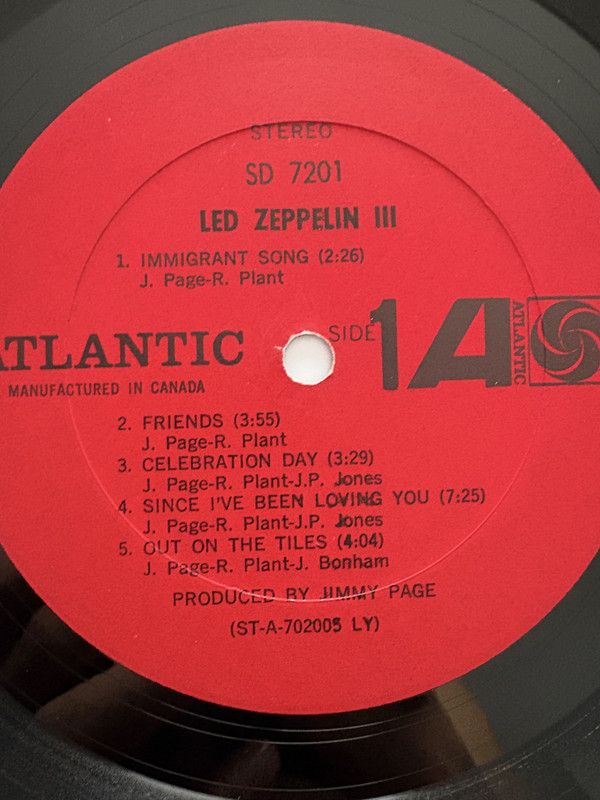 STEREO
SD 7201
LED ZEPPELIN III
1. IMMIGRANT SONG (2:26)
J. Page-R. Plant
ATLANTIC
SIDE 1
ATLANTIC
MANUFACTURED IN CANADA
2. FRIENDS (3:55)
J. Page-R. Plant
3. CELEBRATION DAY (3:29)
J. Page-R. Plant-J.P. Jones
4. SINCE I'VE BEEN LOVING YOU (7:25)
J. Page-R. Plant-J.P. Jones
5. OUT ON THE TILES (4:04)
J. Page-R. Plant-J. Bonham
PRODUCED BY JIMMY PAGE
(ST-A-702005 LY)